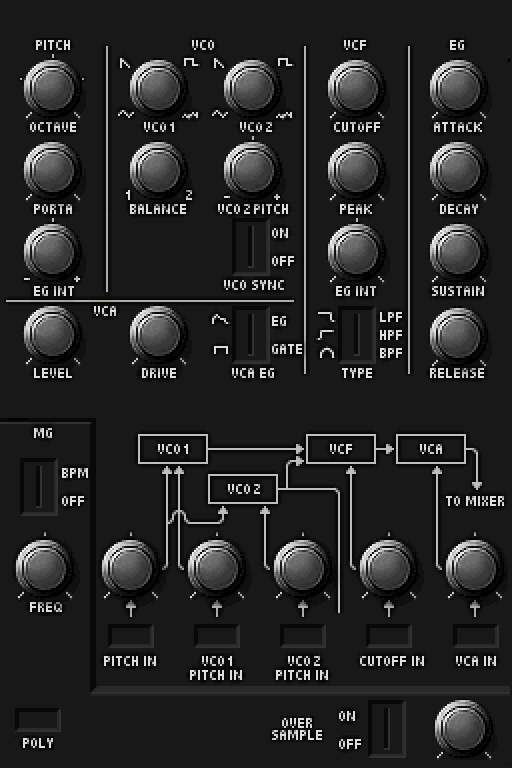 PITCH VCO VCF EG
OCTAVE VCO 1 VCO 2 CUTOFF ATTACK
1 2 - +
PORTA BALANCE VCO 2 PITCH PEAK DECAY
ON
OFF
- +
EG INT VCO SYNC EG INT SUSTAIN
VCA
EG LPF
HPF
GATE BPF
LEVEL DRIVE VCA EG TYPE RELEASE
MG
VCO 1 VCF VCA
BPM
VCO 2
OFF TO MIXER
FREQ
PITCH IN VCO 1 VCO 2 CUTOFF IN VCA IN
PITCH IN PITCH IN
ON
OVER
SAMPLE
POLY OFF